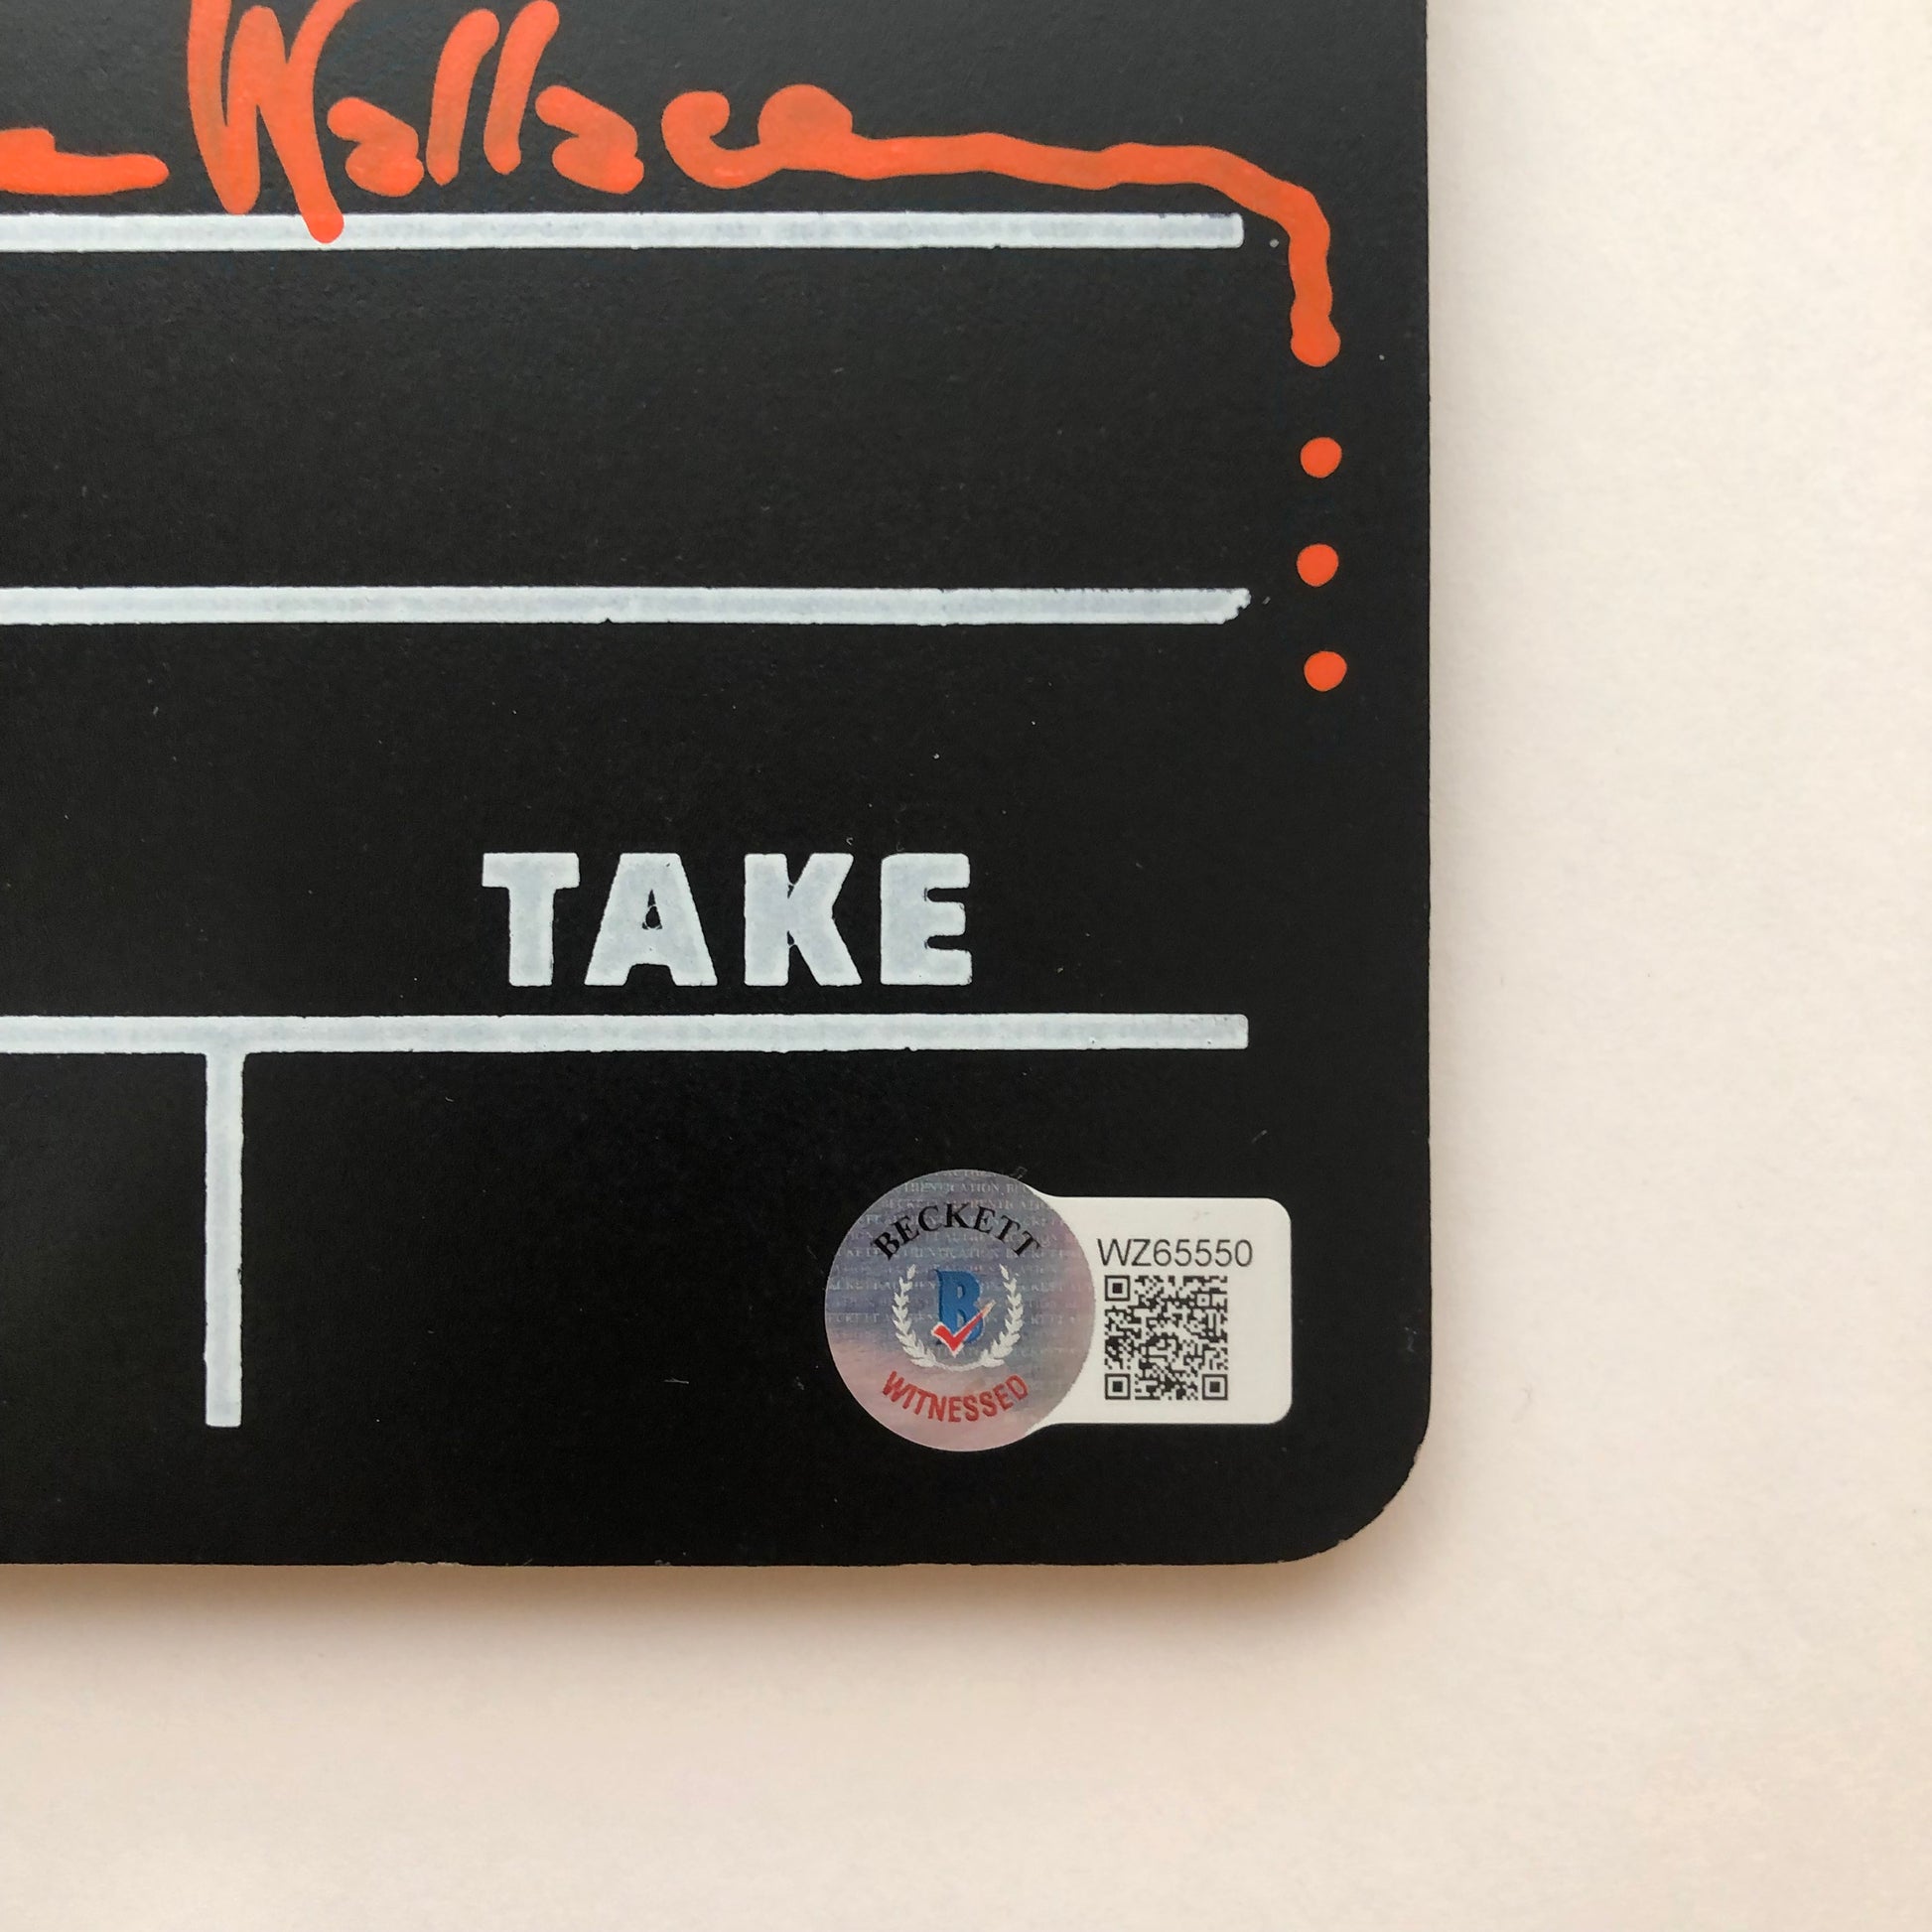 Wallace
TAKE
BECKETT
B
WITNESSED
WZ65550